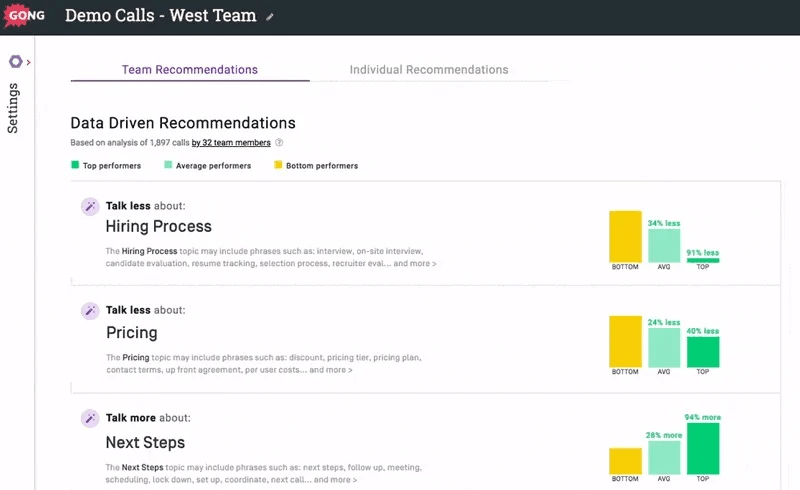 GONG
Demo Calls - West Team
Settings
Team Recommendations
Individual Recommendations
Data Driven Recommendations
Based on analysis of 1,897 calls by 32 team members
Top performers
Average performers
Bottom performers
Talk less about:
Hiring Process
The Hiring Process topic may include phrases such as: interview, on-site interview,
candidate evaluation, resume tracking, selection process, recruiter eval... and more >
34% less
91% less
BOTTOM
AVG
TOP
Talk less about:
Pricing
The Pricing topic may include phrases such as: discount, pricing tier, pricing plan,
contact terms, up front agreement, per user costs... and more >
24% less
40% less
BOTTOM
AVG
TOP
Talk more about:
Next Steps
The Next Steps topic may include phrases such as: next steps, follow up, meeting,
scheduling, lock down, set up, coordinate, next call... and more >
94% more
28% more
BOTTOM
AVG
TOP